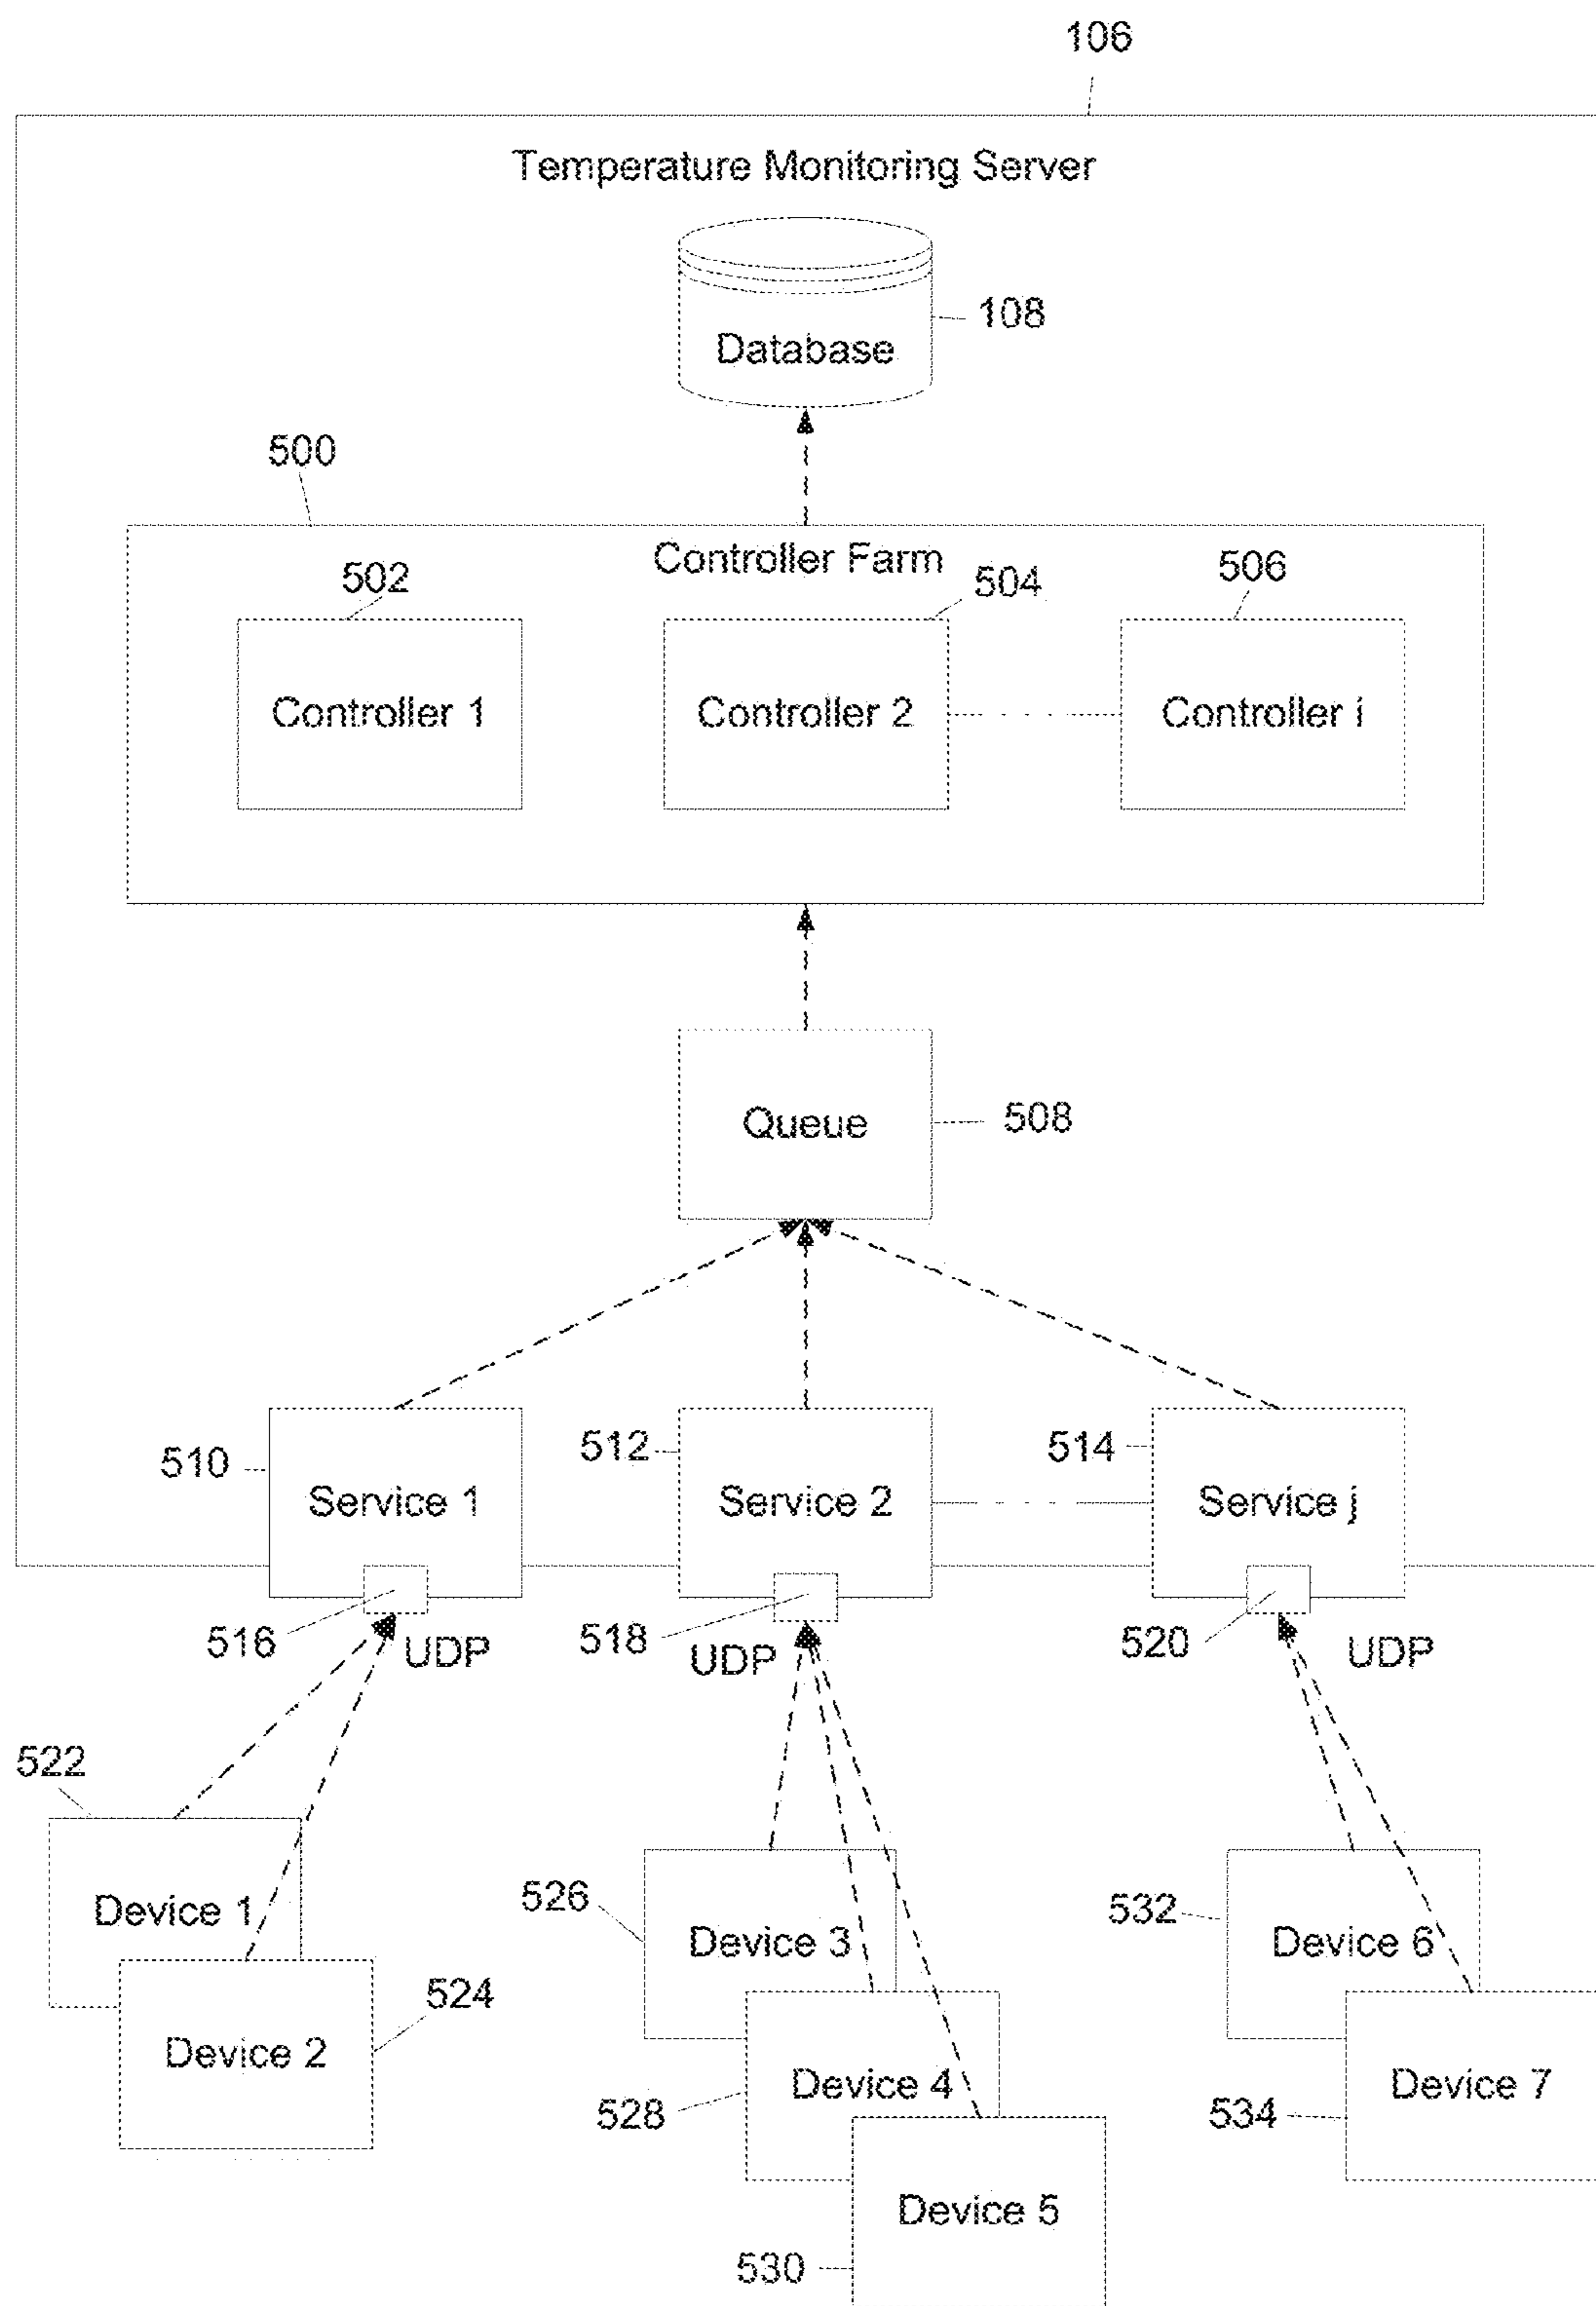 106
Temperature Monitoring Server
Database
108
500
Controller Farm
502
504
506
Controller 1
Controller 2
Controller i
Queue
508
510
512
514
Service 1
Service 2
Service j
516
UDP
518
UDP
520
UDP
522
Device 1
524
Device 2
526
Device 3
528
Device 4
530
Device 5
532
Device 6
534
Device 7